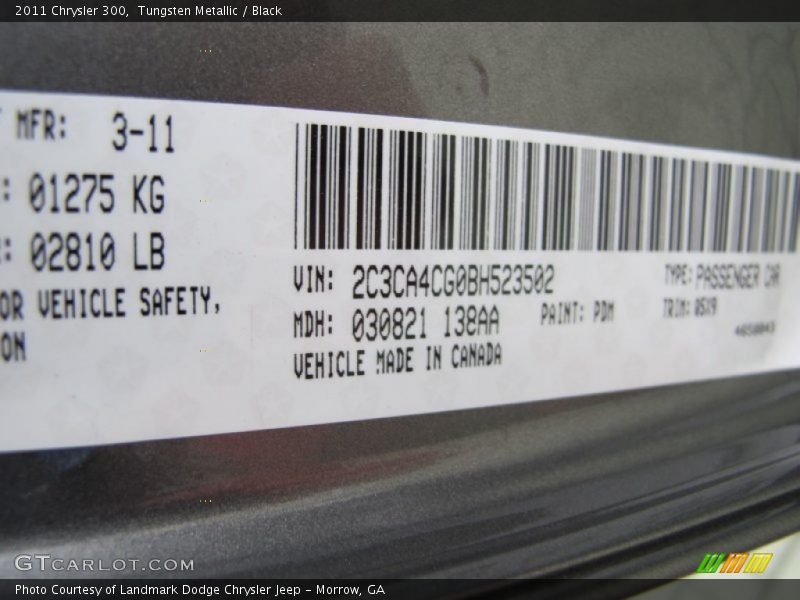 2011 Chrysler 300, Tungsten Metallic / Black
MFR: 3-11
: 01275 KG
: 02810 LB
OR VEHICLE SAFETY,
ON
VIN: 2C3CA4CG0BH523502 TYPE: PASSENGER CAR
MDH: 030821 138AA PAINT: PDM TRIM:
VEHICLE MADE IN CANADA
GTCARLOT.COM
Photo Courtesy of Landmark Dodge Chrysler Jeep – Morrow, GA